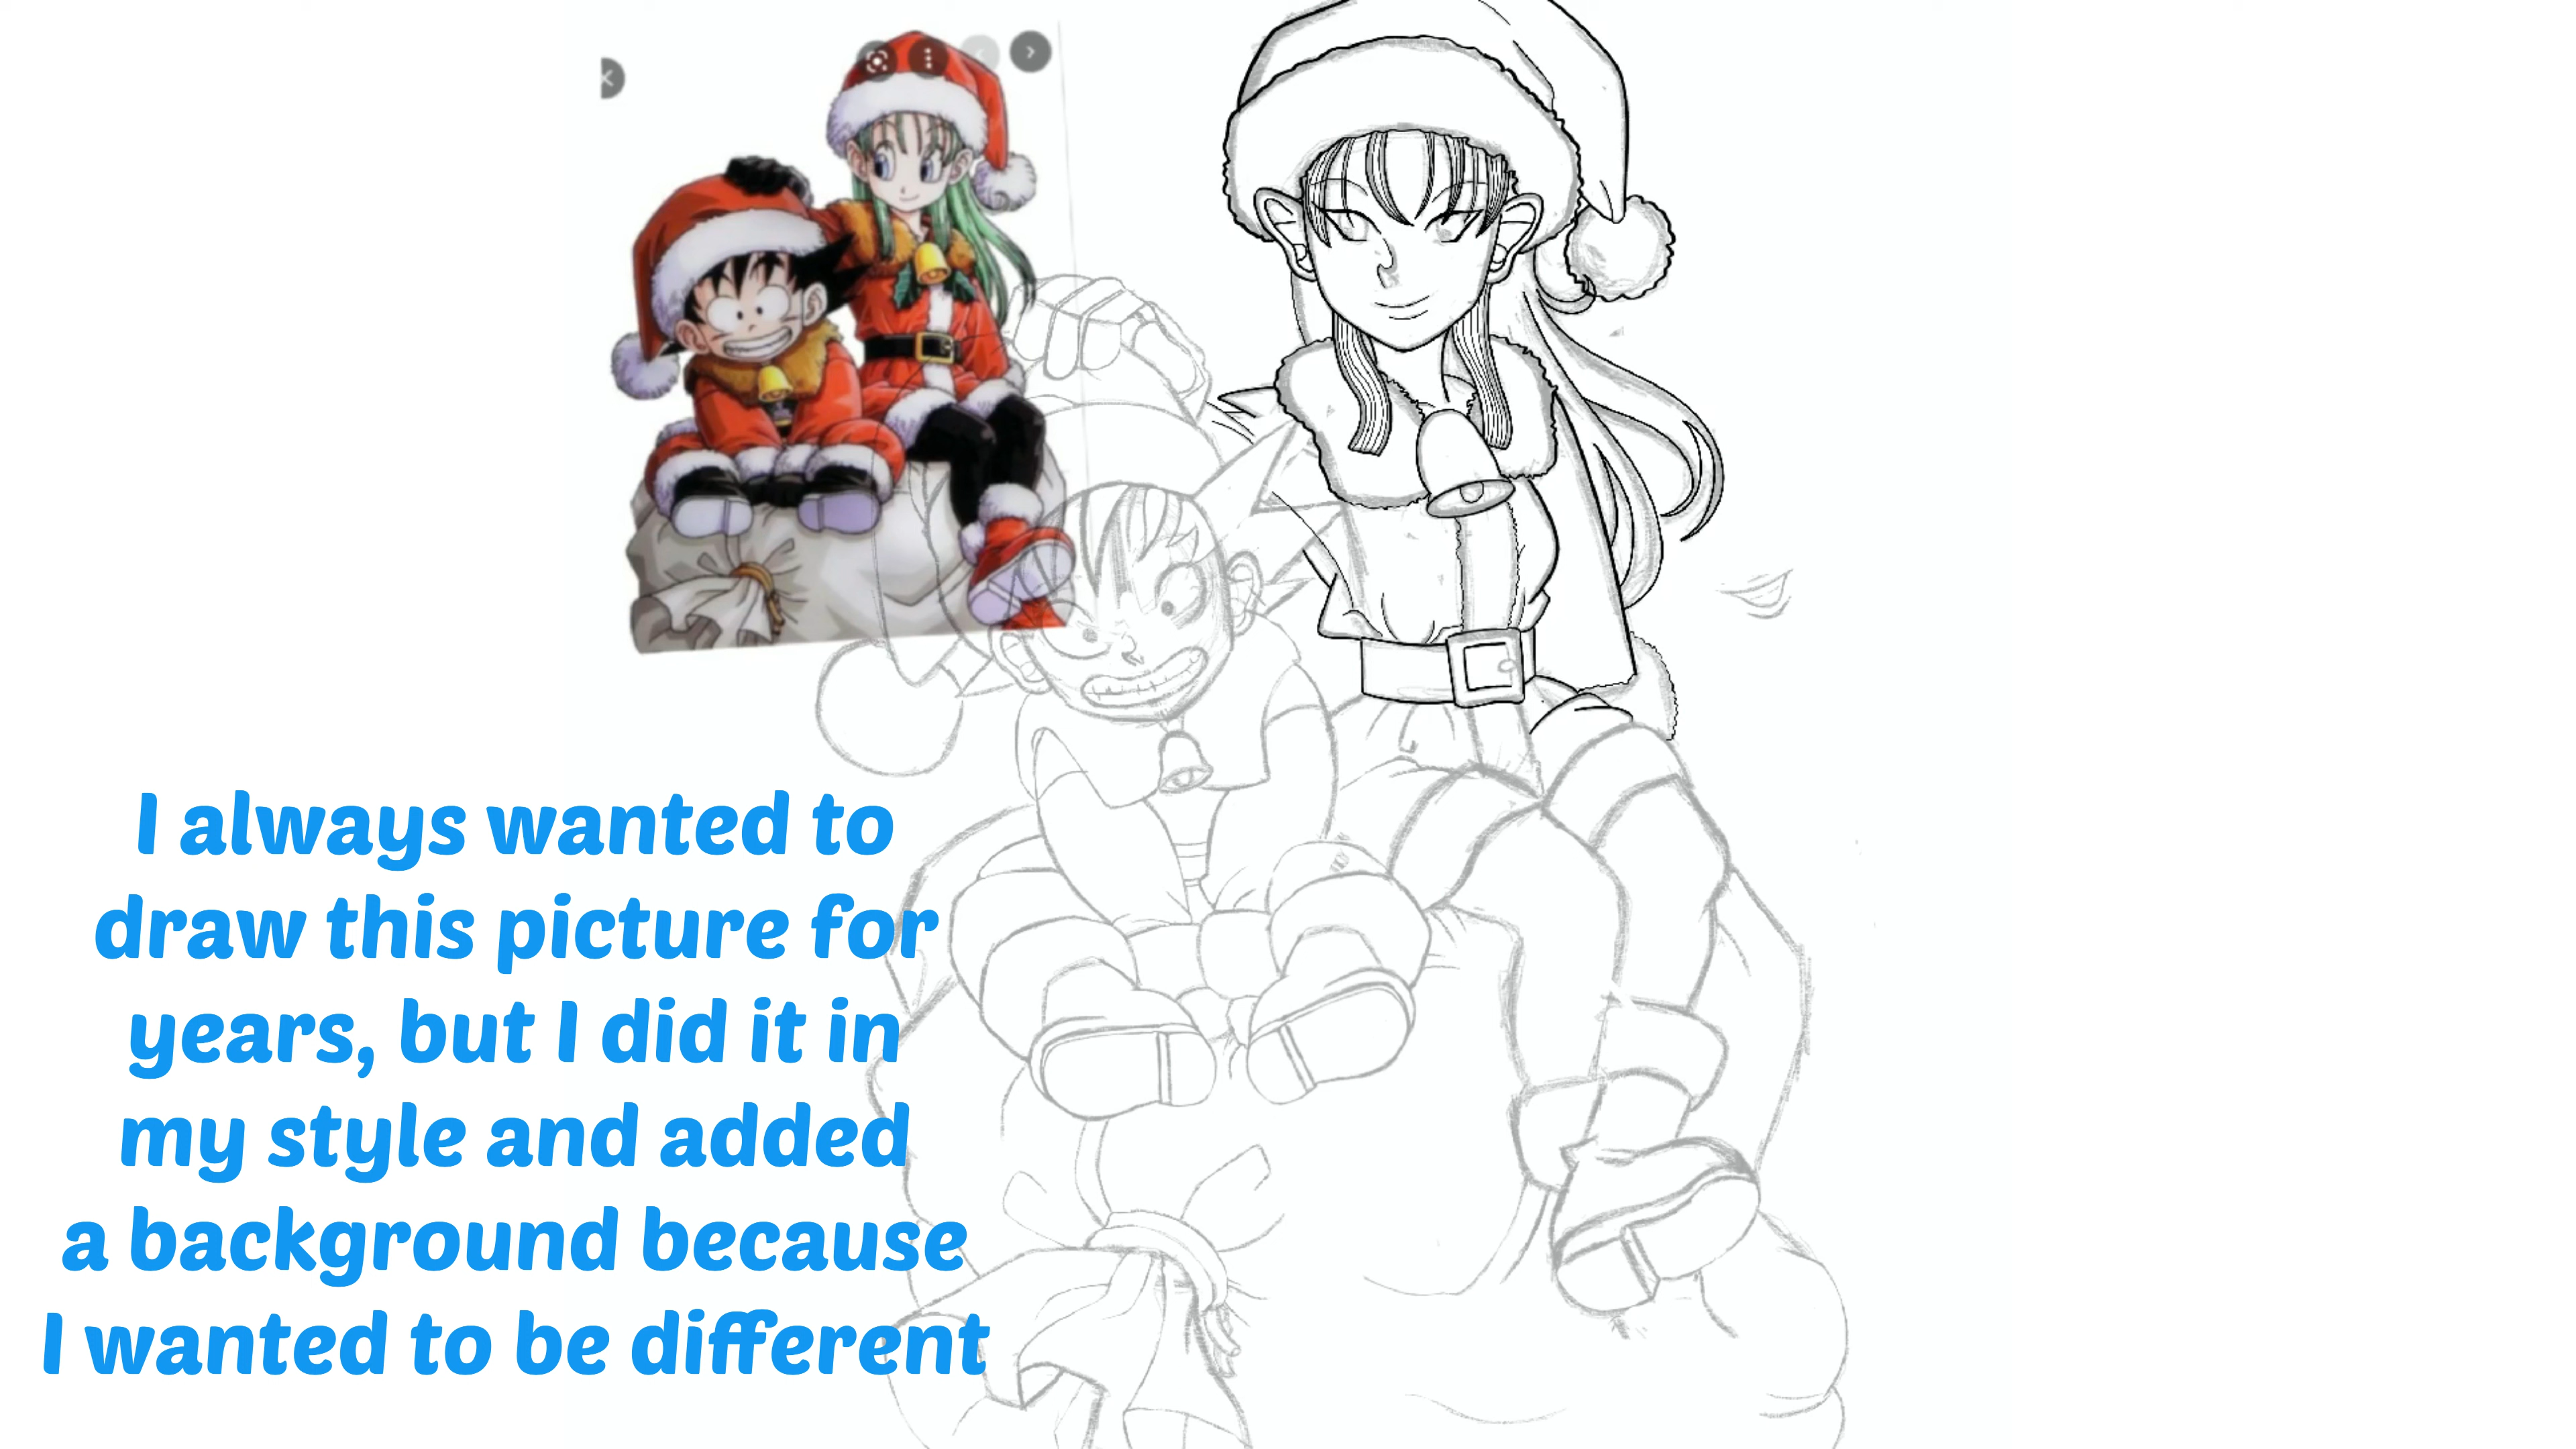 I always wanted to
draw this picture for
years, but I did it in
my style and added
a background because
I wanted to be different